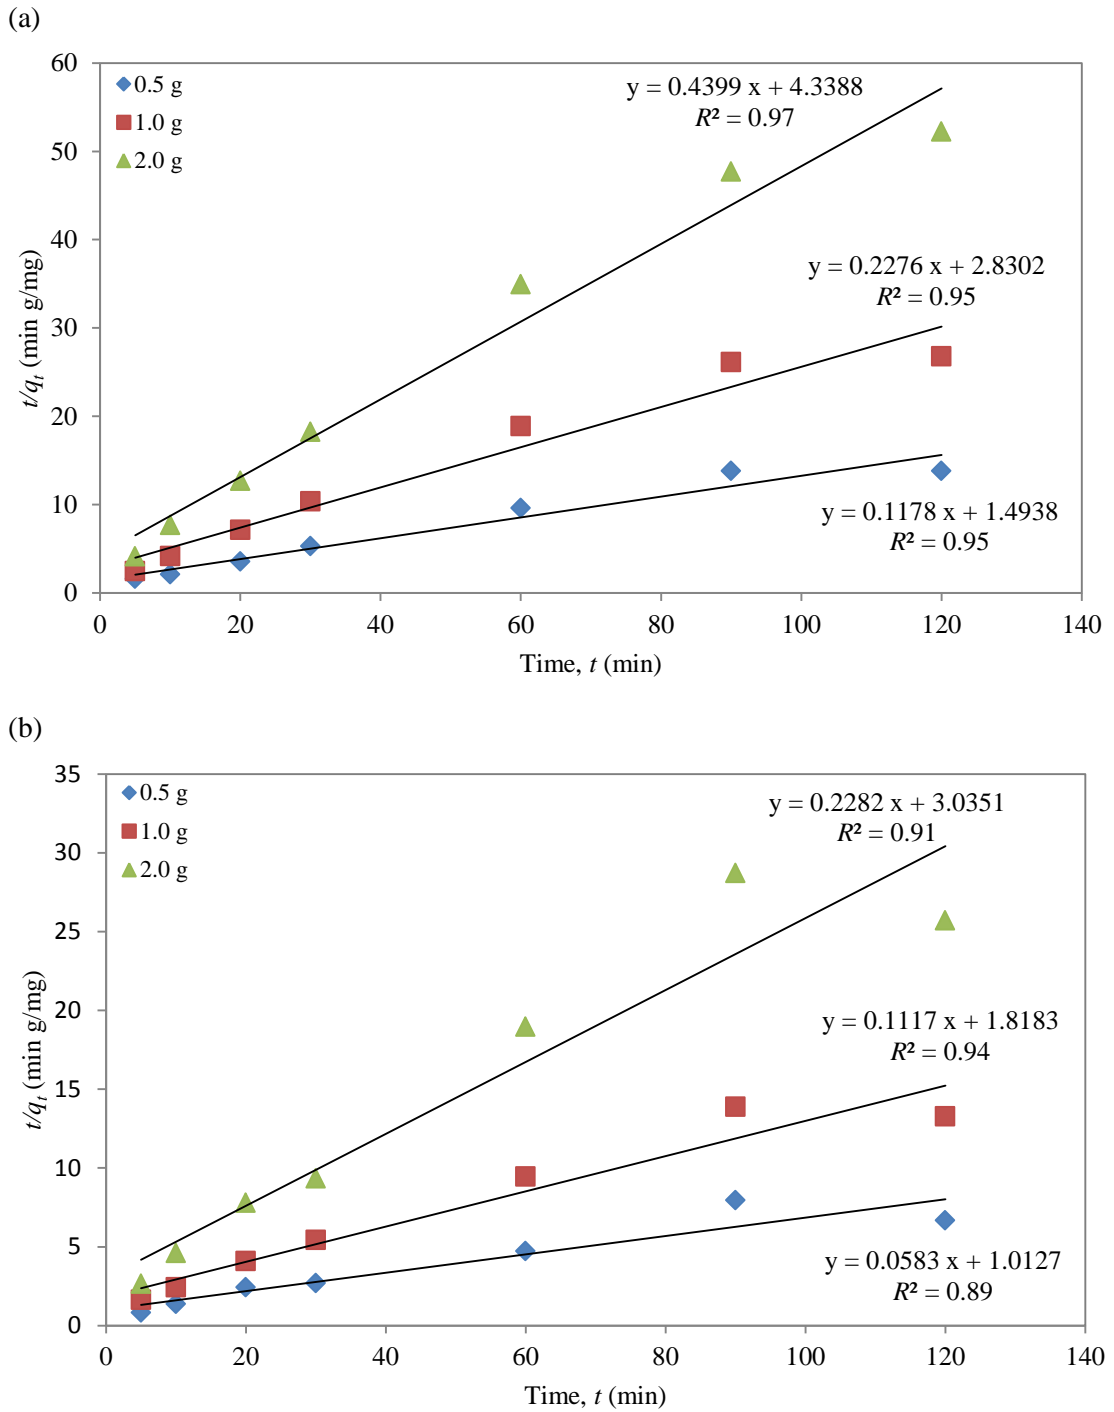 (a)
60
50
40
30
20
10
0
t/qt (min g/mg)
0.5 g
1.0 g
2.0 g
y = 0.4399 x + 4.3388
R² = 0.97
y = 0.2276 x + 2.8302
R² = 0.95
y = 0.1178 x + 1.4938
R² = 0.95
0 20 40 60 80 100 120 140
Time, t (min)
(b)
35
30
25
20
15
10
5
0
t/qt (min g/mg)
0.5 g
1.0 g
2.0 g
y = 0.2282 x + 3.0351
R² = 0.91
y = 0.1117 x + 1.8183
R² = 0.94
y = 0.0583 x + 1.0127
R² = 0.89
0 20 40 60 80 100 120 140
Time, t (min)